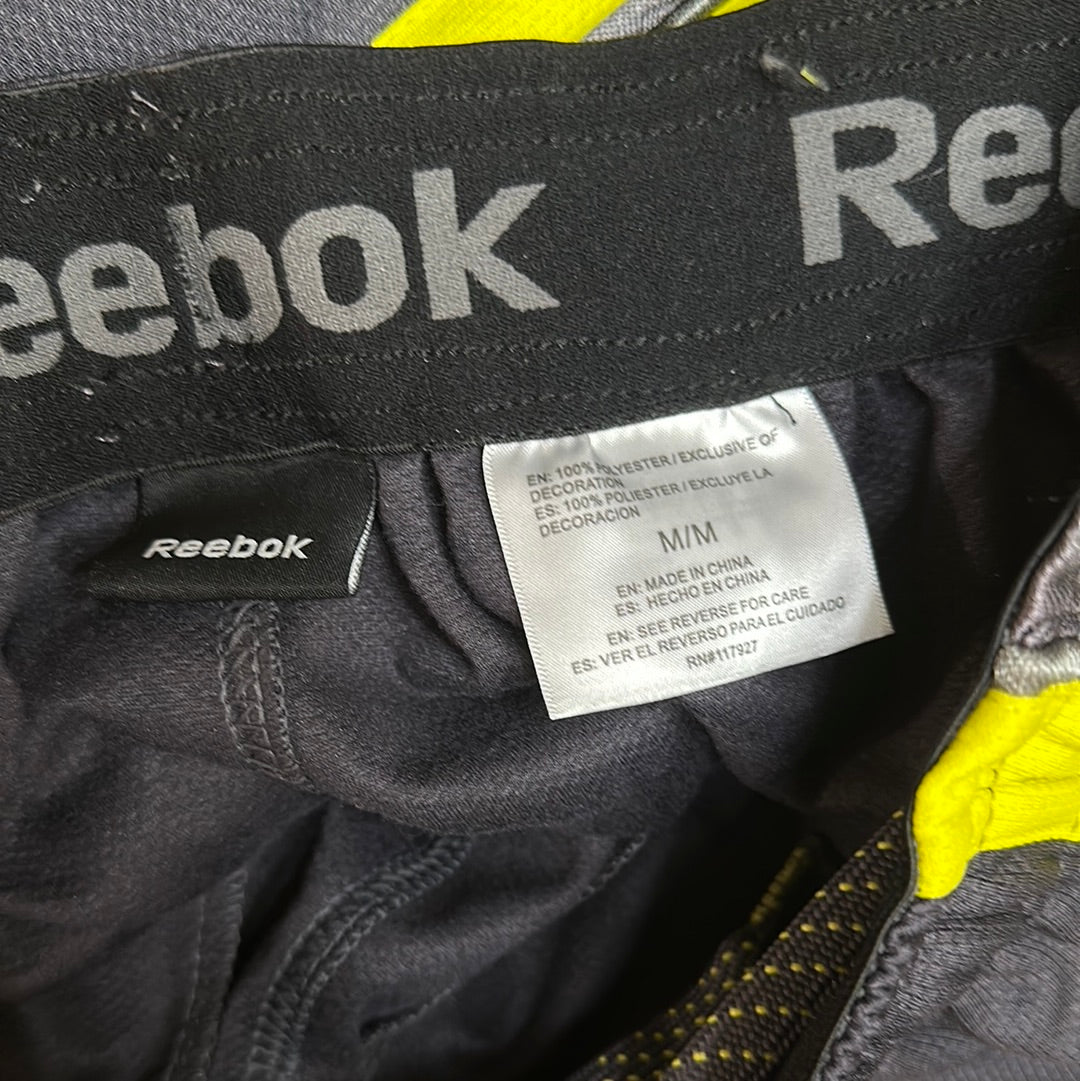 eebok Ree
Reebok
EN: 100% POLYESTER / EXCLUSIVE OF
DECORATION
ES: 100% POLIESTER / EXCLUYE LA
DECORACION
M/M
EN: MADE IN CHINA
ES: HECHO EN CHINA
EN: SEE REVERSE FOR CARE
ES: VER EL REVERSO PARA EL CUIDADO
RN#117927